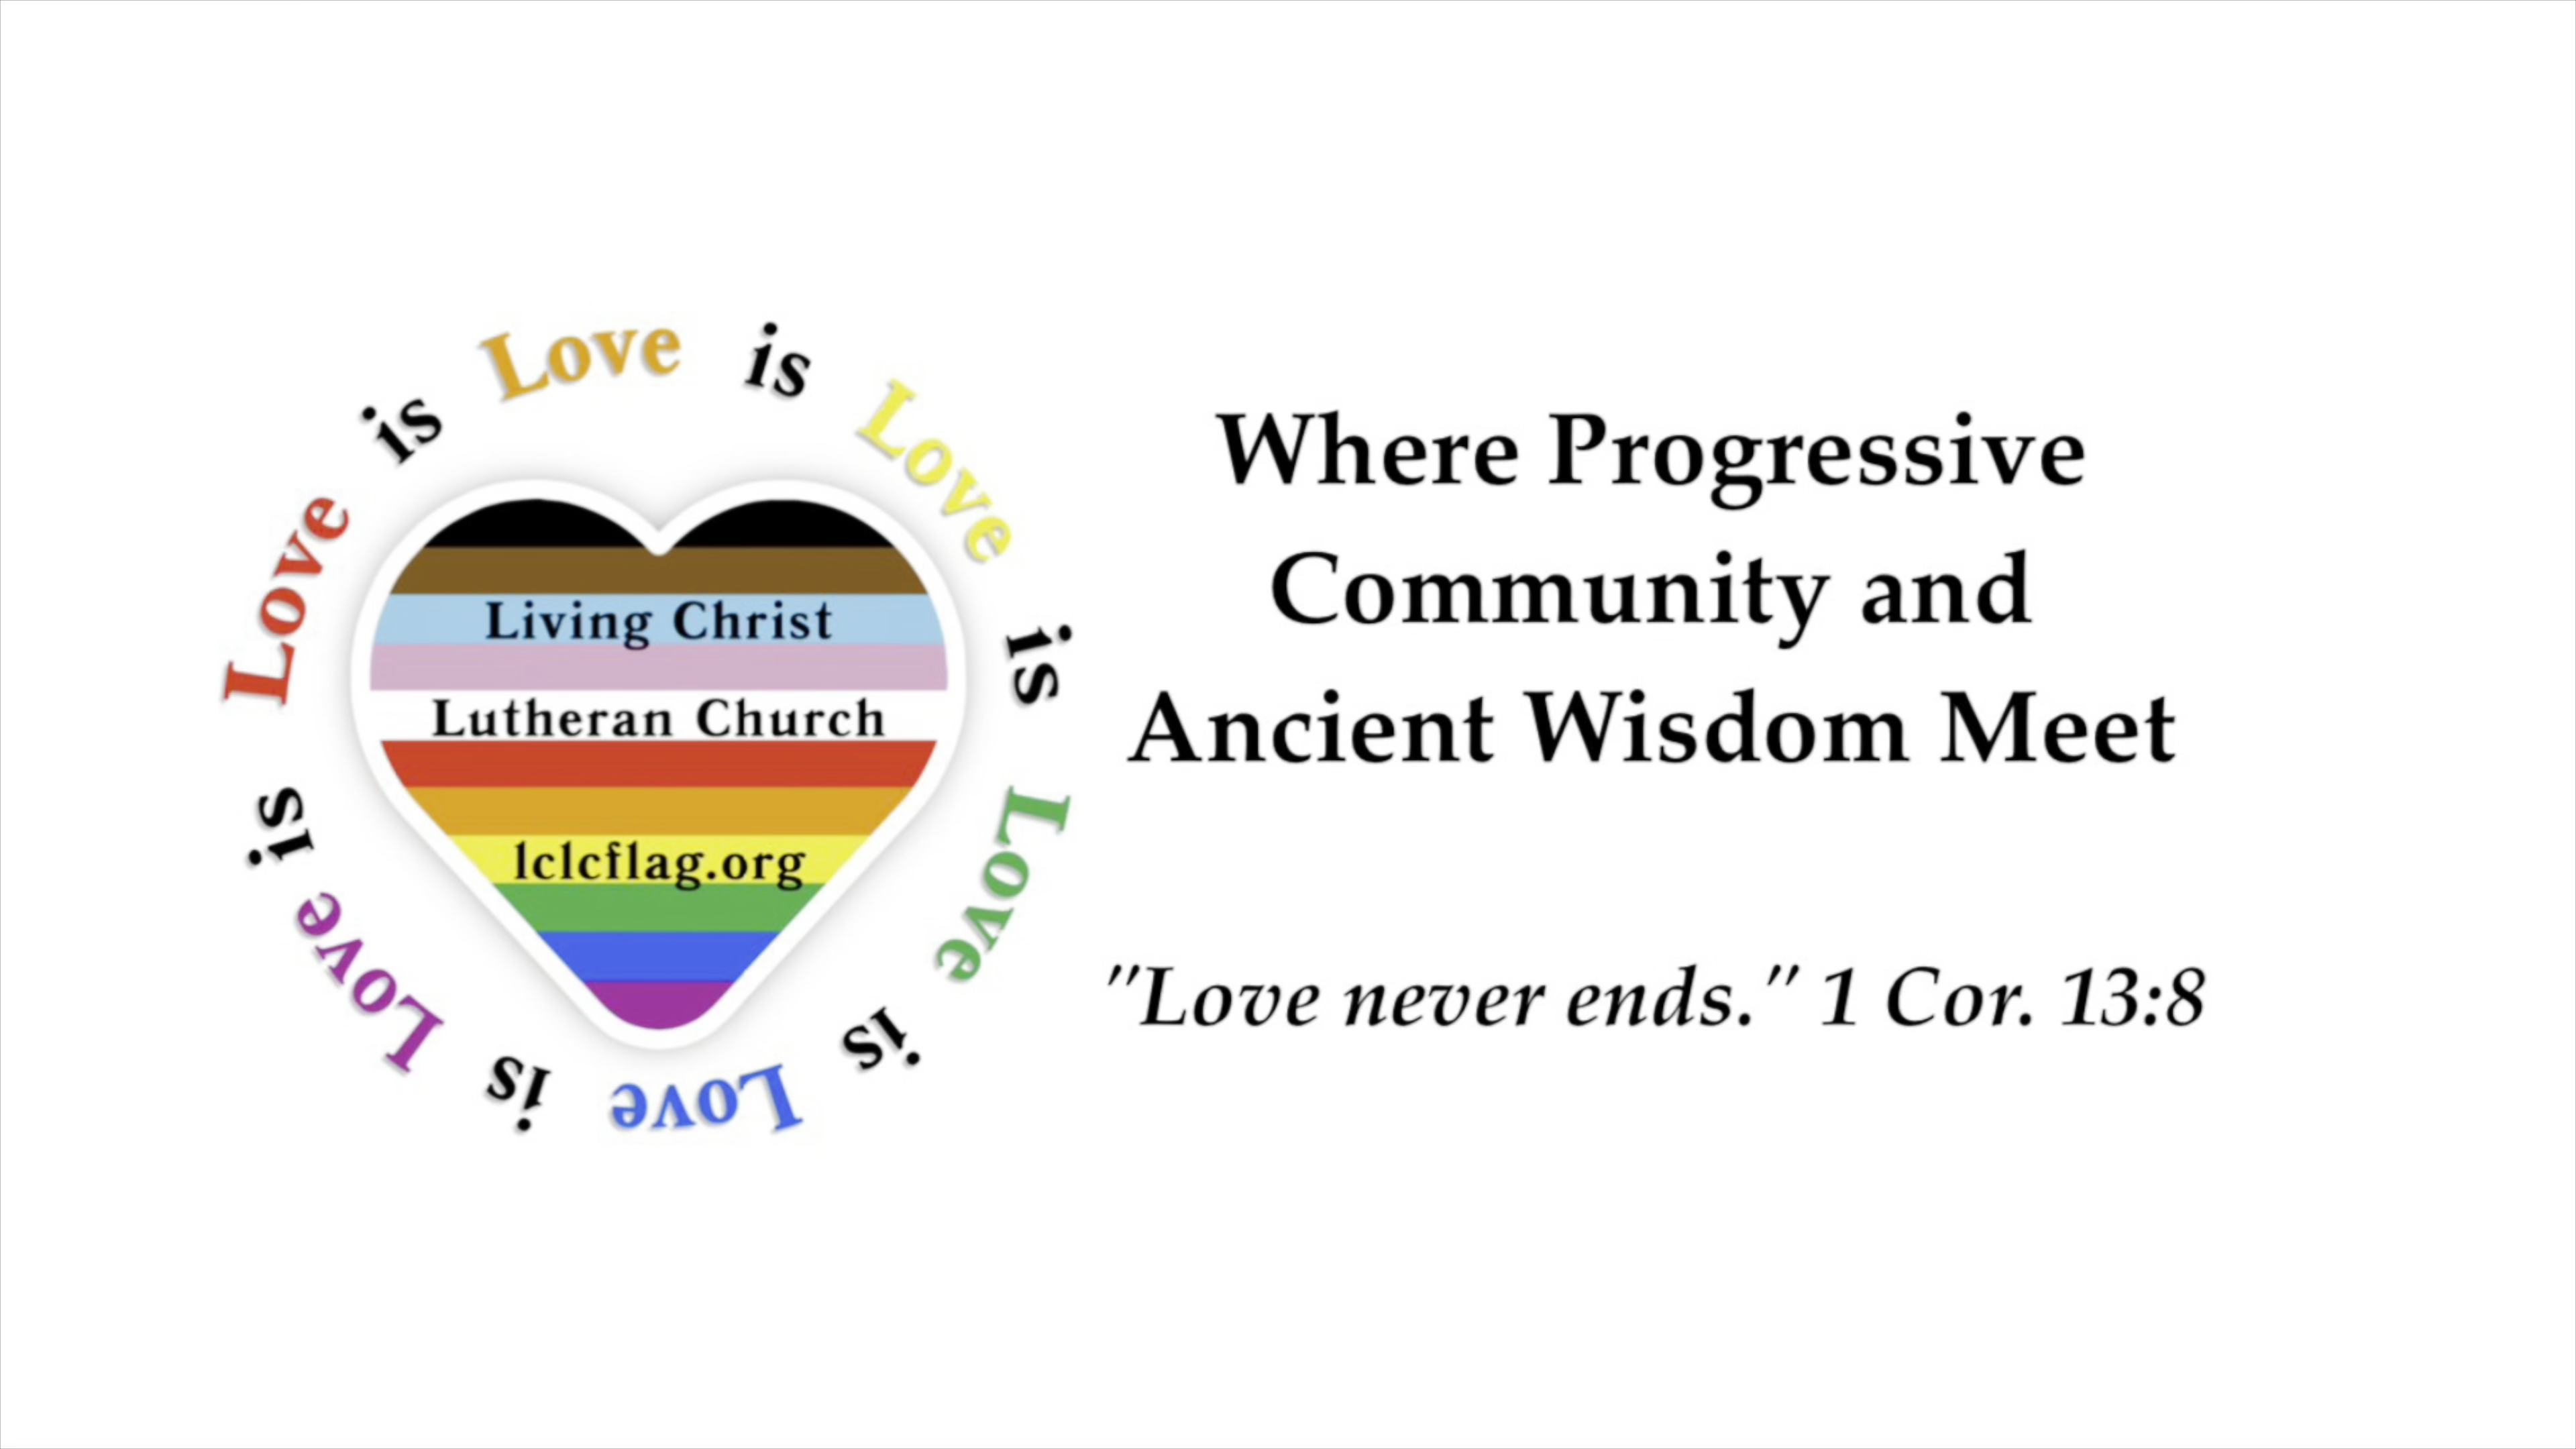 Love is Love is Love is Love is Love is Love is
Living Christ
Lutheran Church
lclcflag.org
Where Progressive
Community and
Ancient Wisdom Meet
"Love never ends." 1 Cor. 13:8